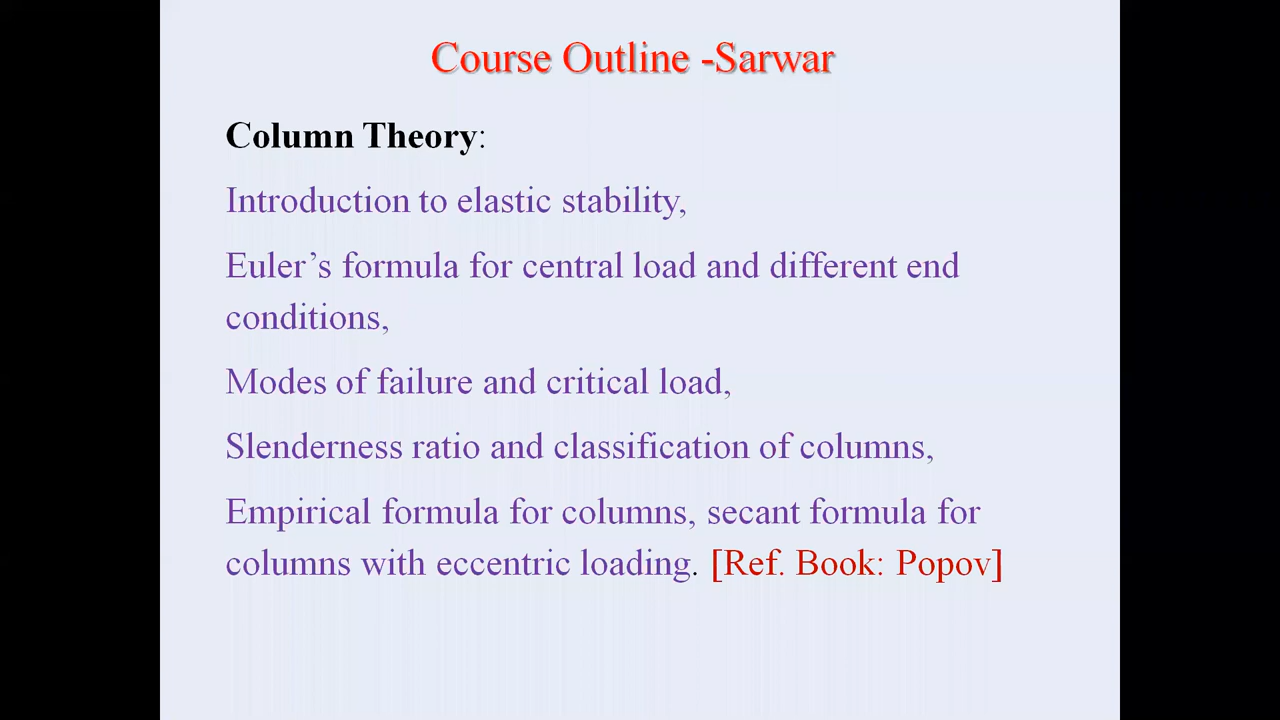 Course Outline -Sarwar
Column Theory:
Introduction to elastic stability,
Euler’s formula for central load and different end
conditions,
Modes of failure and critical load,
Slenderness ratio and classification of columns,
Empirical formula for columns, secant formula for
columns with eccentric loading. [Ref. Book: Popov]